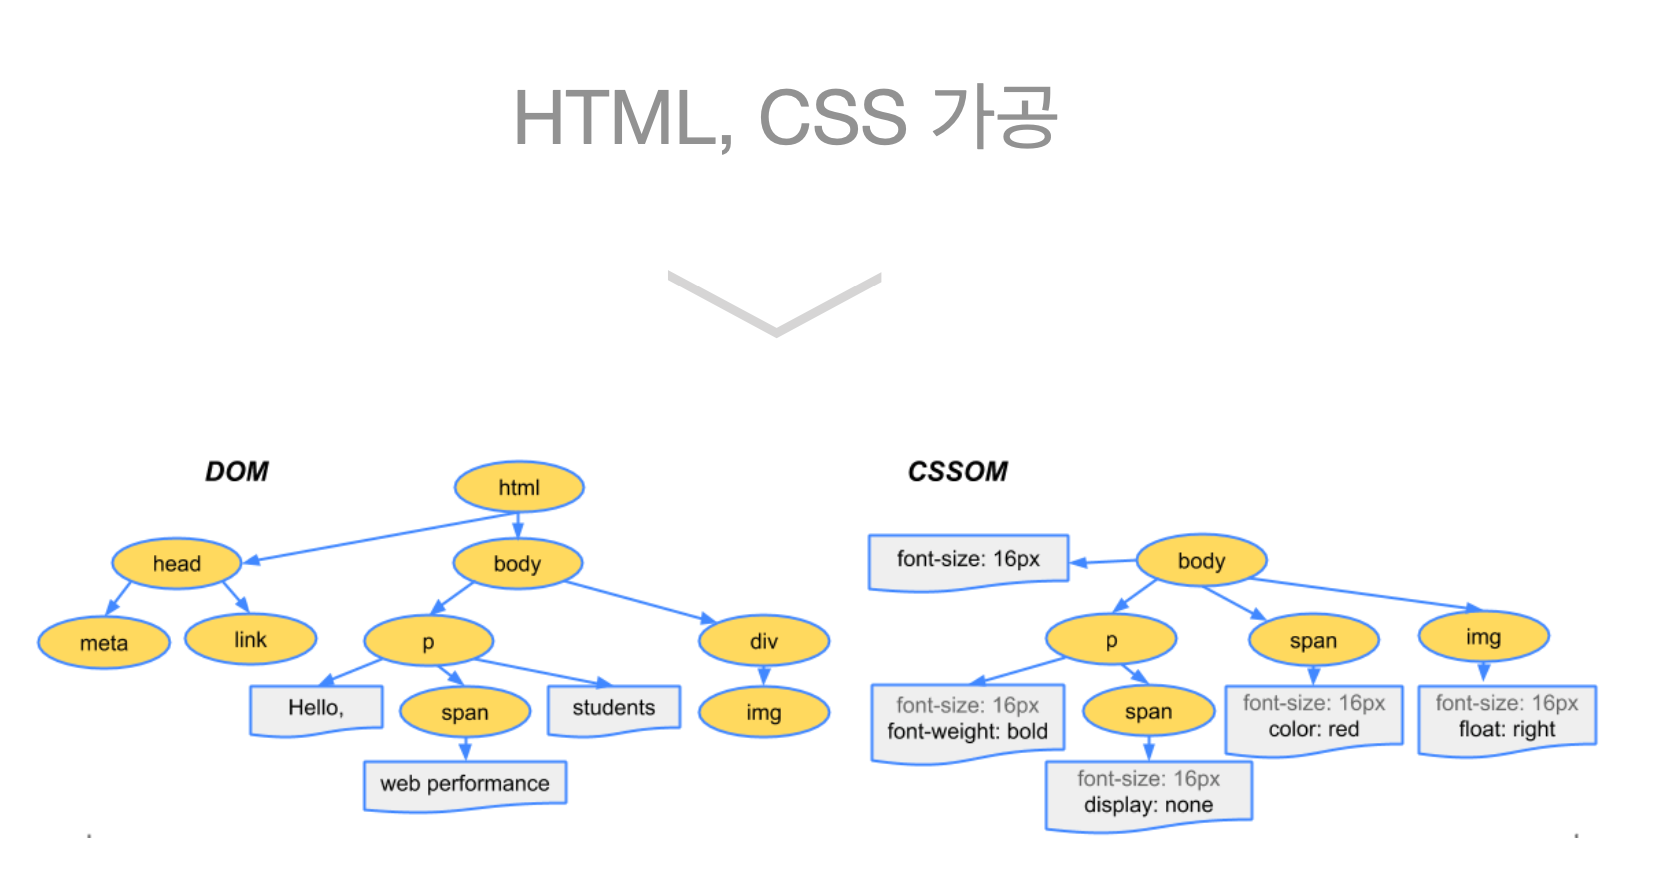 HTML, CSS 가공
DOM
html
head
body
meta
link
p
div
Hello,
span
students
img
web performance
CSSOM
font-size: 16px
body
p
span
img
font-size: 16px
font-weight: bold
span
font-size: 16px
color: red
font-size: 16px
float: right
font-size: 16px
display: none